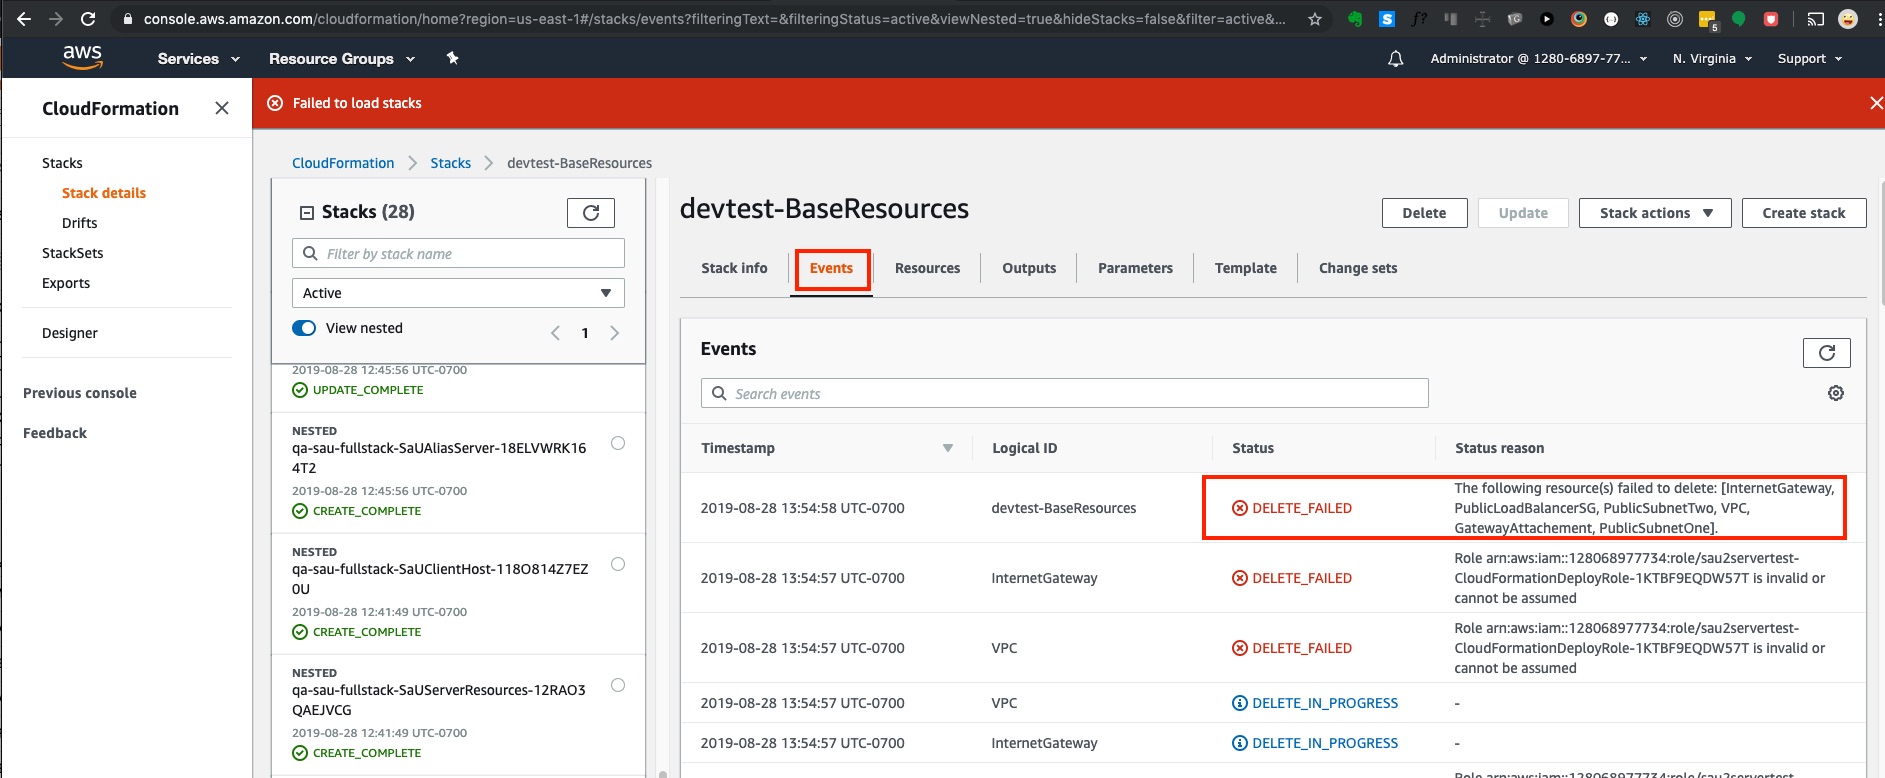 console.aws.amazon.com/cloudformation/home?region=us-east-1#/stacks/events?filteringText=&filteringStatus=active&viewNested=true&hideStacks=false&filter=active&...
aws
Services
Resource Groups
Administrator @ 1280-6897-77...
N. Virginia
Support
CloudFormation
Failed to load stacks
Stacks
Stack details
Drifts
StackSets
Exports
Designer
Previous console
Feedback
CloudFormation
Stacks
devtest-BaseResources
Stacks (28)
Filter by stack name
Active
View nested
1
2019-08-28 12:45:56 UTC-0700
UPDATE_COMPLETE
NESTED
qa-sau-fullstack-SaUAliasServer-18ELVWRK16
4T2
2019-08-28 12:45:56 UTC-0700
CREATE_COMPLETE
NESTED
qa-sau-fullstack-SaUClientHost-118O814Z7EZ
0U
2019-08-28 12:41:49 UTC-0700
CREATE_COMPLETE
NESTED
qa-sau-fullstack-SaUServerResources-12RAO3
QAEJVCG
2019-08-28 12:41:49 UTC-0700
CREATE_COMPLETE
devtest-BaseResources
Delete
Update
Stack actions
Create stack
Stack info
Events
Resources
Outputs
Parameters
Template
Change sets
Events
Search events
Timestamp
Logical ID
Status
Status reason
2019-08-28 13:54:58 UTC-0700
devtest-BaseResources
DELETE_FAILED
The following resource(s) failed to delete: [InternetGateway,
PublicLoadBalancerSG, PublicSubnetTwo, VPC,
GatewayAttachement, PublicSubnetOne].
2019-08-28 13:54:57 UTC-0700
InternetGateway
DELETE_FAILED
Role arn:aws:iam::128068977734:role/sau2servertest-
CloudFormationDeployRole-1KTBF9EQDW57T is invalid or
cannot be assumed
2019-08-28 13:54:57 UTC-0700
VPC
DELETE_FAILED
Role arn:aws:iam::128068977734:role/sau2servertest-
CloudFormationDeployRole-1KTBF9EQDW57T is invalid or
cannot be assumed
2019-08-28 13:54:57 UTC-0700
VPC
DELETE_IN_PROGRESS
-
2019-08-28 13:54:57 UTC-0700
InternetGateway
DELETE_IN_PROGRESS
-